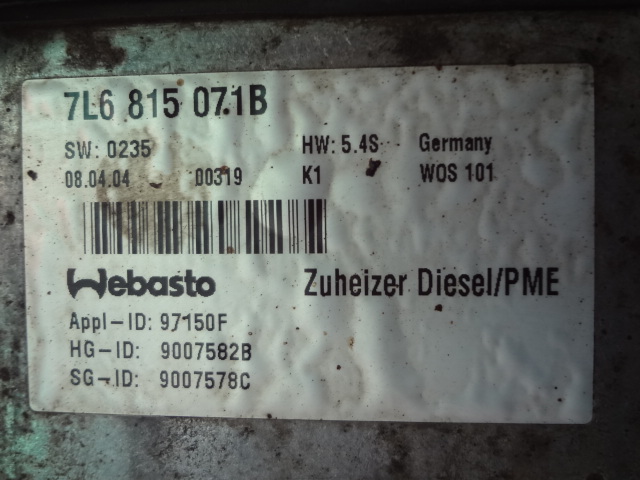 7L6 815 071B
SW: 0235 HW: 5.4S Germany
08.04.04 00319 K1 WOS 101
Webasto Zuheizer Diesel/PME
Appl-ID: 97150F
HG-ID: 9007582B
SG-ID: 9007578C